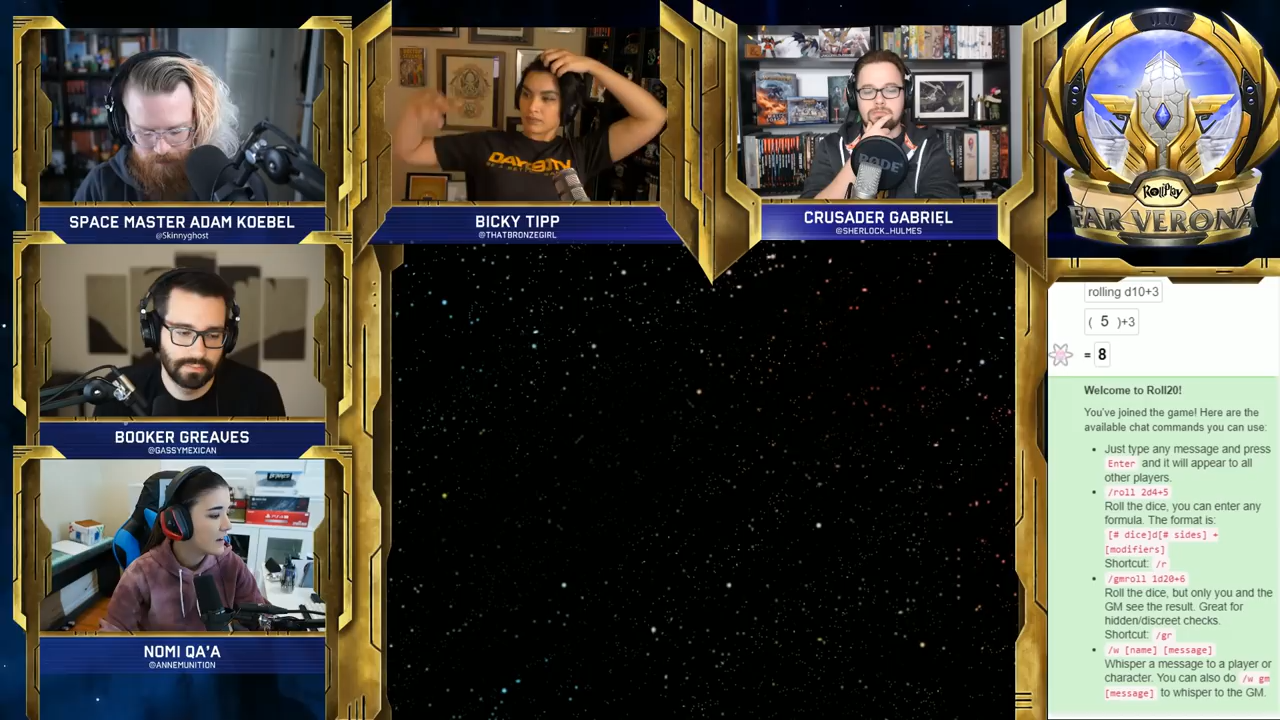 SPACE MASTER ADAM KOEBEL
@Skinnyghost
BICKY TIPP
@THATBRONZEGIRL
CRUSADER GABRIEL
@SHERLOCK_HULMES
RollPlay
FAR VERONA
BOOKER GREAVES
@GASSYMEXICAN
NOMI QA'A
@ANNEMUNITION
RODE
rolling d10+3
( 5 )+3
= 8
Welcome to Roll20!
You've joined the game! Here are the
available chat commands you can use:
• Just type any message and press
Enter and it will appear to all
other players.
• /roll 2d4+5
Roll the dice, you can enter any
formula. The format is:
[# dice]d[# sides] +
[modifiers]
Shortcut: /r
• /gmroll 1d20+6
Roll the dice, but only you and the
GM see the result. Great for
hidden/discreet checks.
Shortcut: /gr
• /w [name] [message]
Whisper a message to a player or
character. You can also do /w gm
[message] to whisper to the GM.